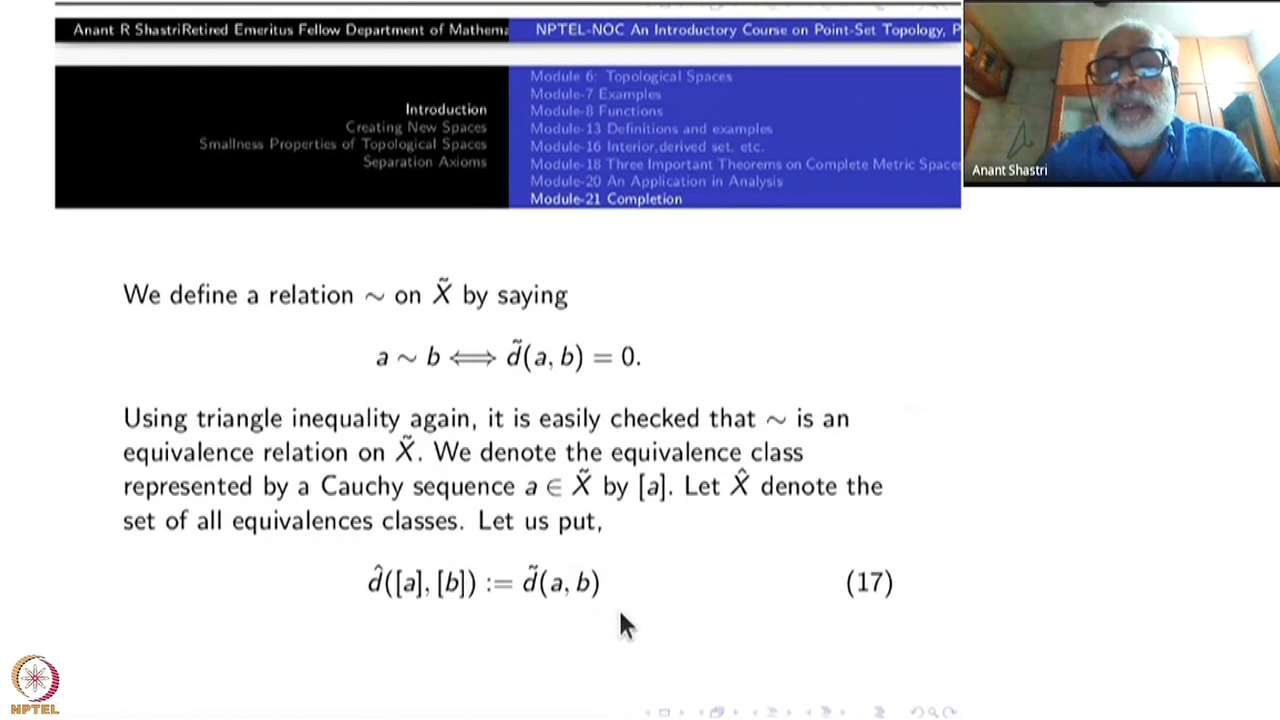 Anant R ShastriRetired Emeritus Fellow Department of Mathema
NPTEL-NOC An Introductory Course on Point-Set Topology, P
Introduction
Creating New Spaces
Smallness Properties of Topological Spaces
Separation Axioms
Module 6: Topological Spaces
Module-7 Examples
Module-8 Functions
Module-13 Definitions and examples
Module-16 Interior,derived set, etc.
Module-18 Three Important Theorems on Complete Metric Space
Module-20 An Application in Analysis
Module-21 Completion
Anant Shastri
We define a relation ∼ on X̃ by saying
a ∼ b ⟺ d̃(a, b) = 0.
Using triangle inequality again, it is easily checked that ∼ is an
equivalence relation on X̃. We denote the equivalence class
represented by a Cauchy sequence a ∈ X̃ by [a]. Let X̂ denote the
set of all equivalences classes. Let us put,
d̂([a], [b]) := d̃(a, b) (17)
NPTEL